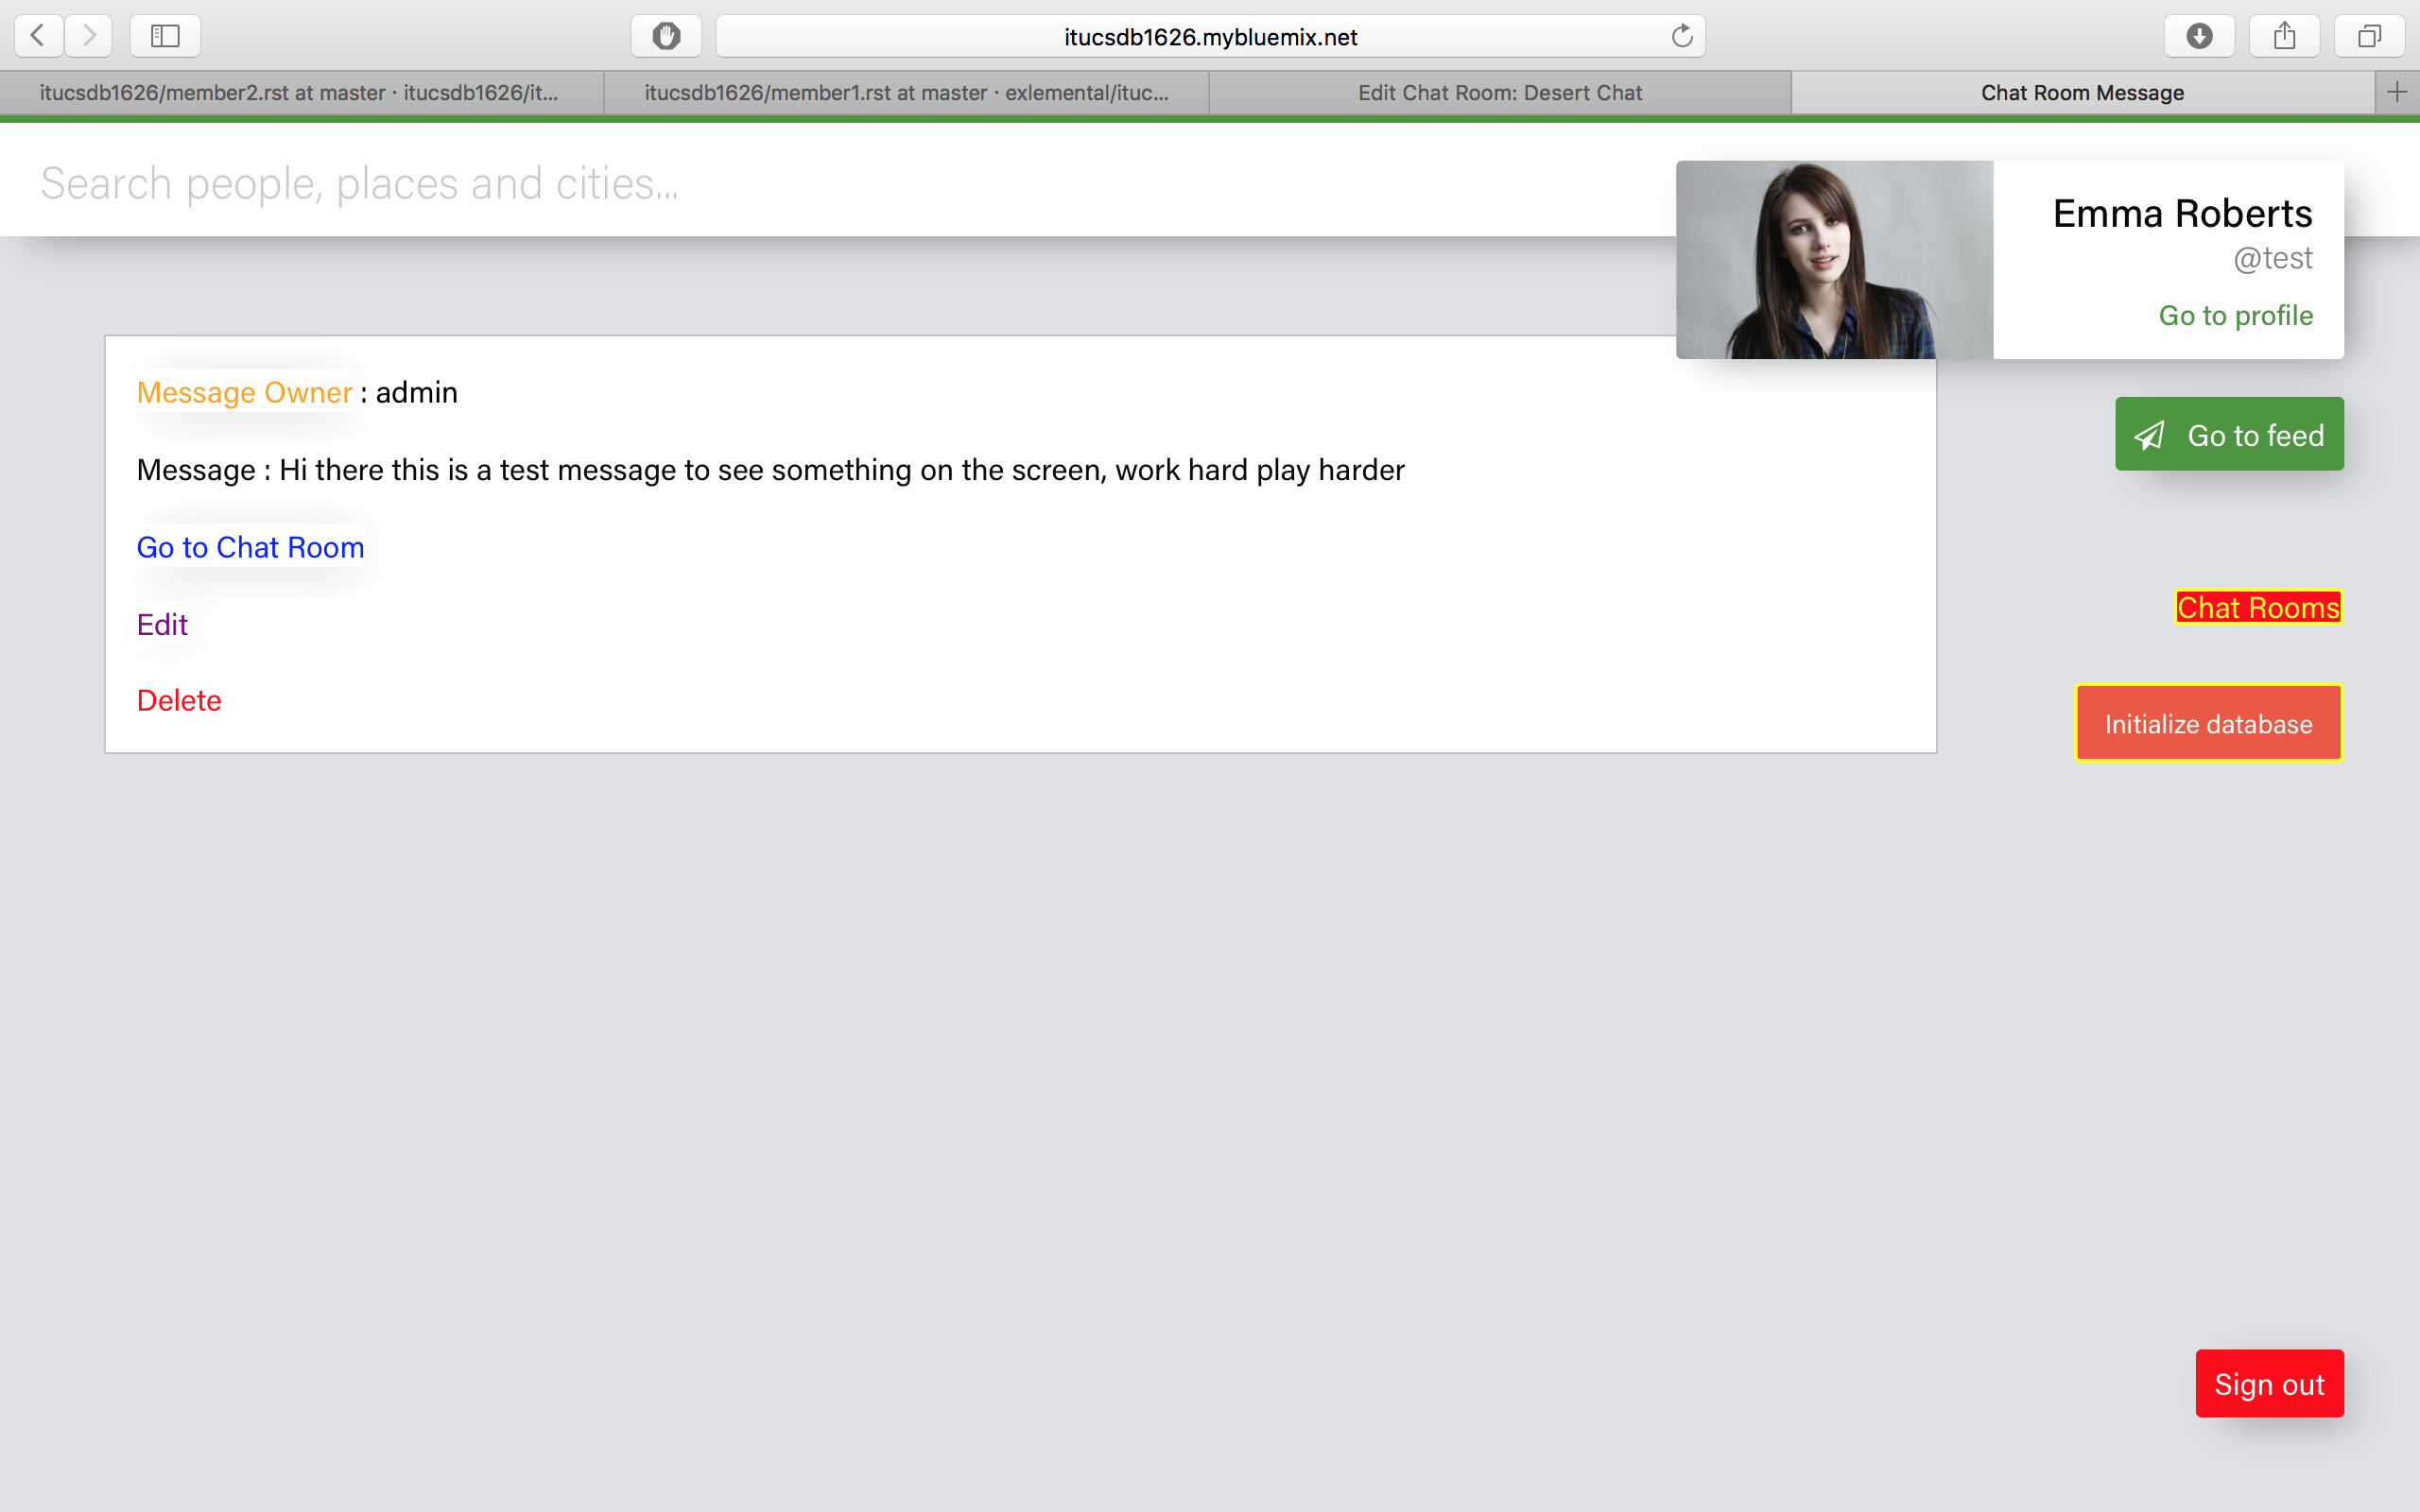 itucsdb1626.mybluemix.net
itucsdb1626/member2.rst at master · itucsdb1626/it...
itucsdb1626/member1.rst at master · exlemental/ituc...
Edit Chat Room: Desert Chat
Chat Room Message
Search people, places and cities...
Emma Roberts
@test
Go to profile
Message Owner : admin
Message : Hi there this is a test message to see something on the screen, work hard play harder
Go to Chat Room
Edit
Delete
Go to feed
Chat Rooms
Initialize database
Sign out